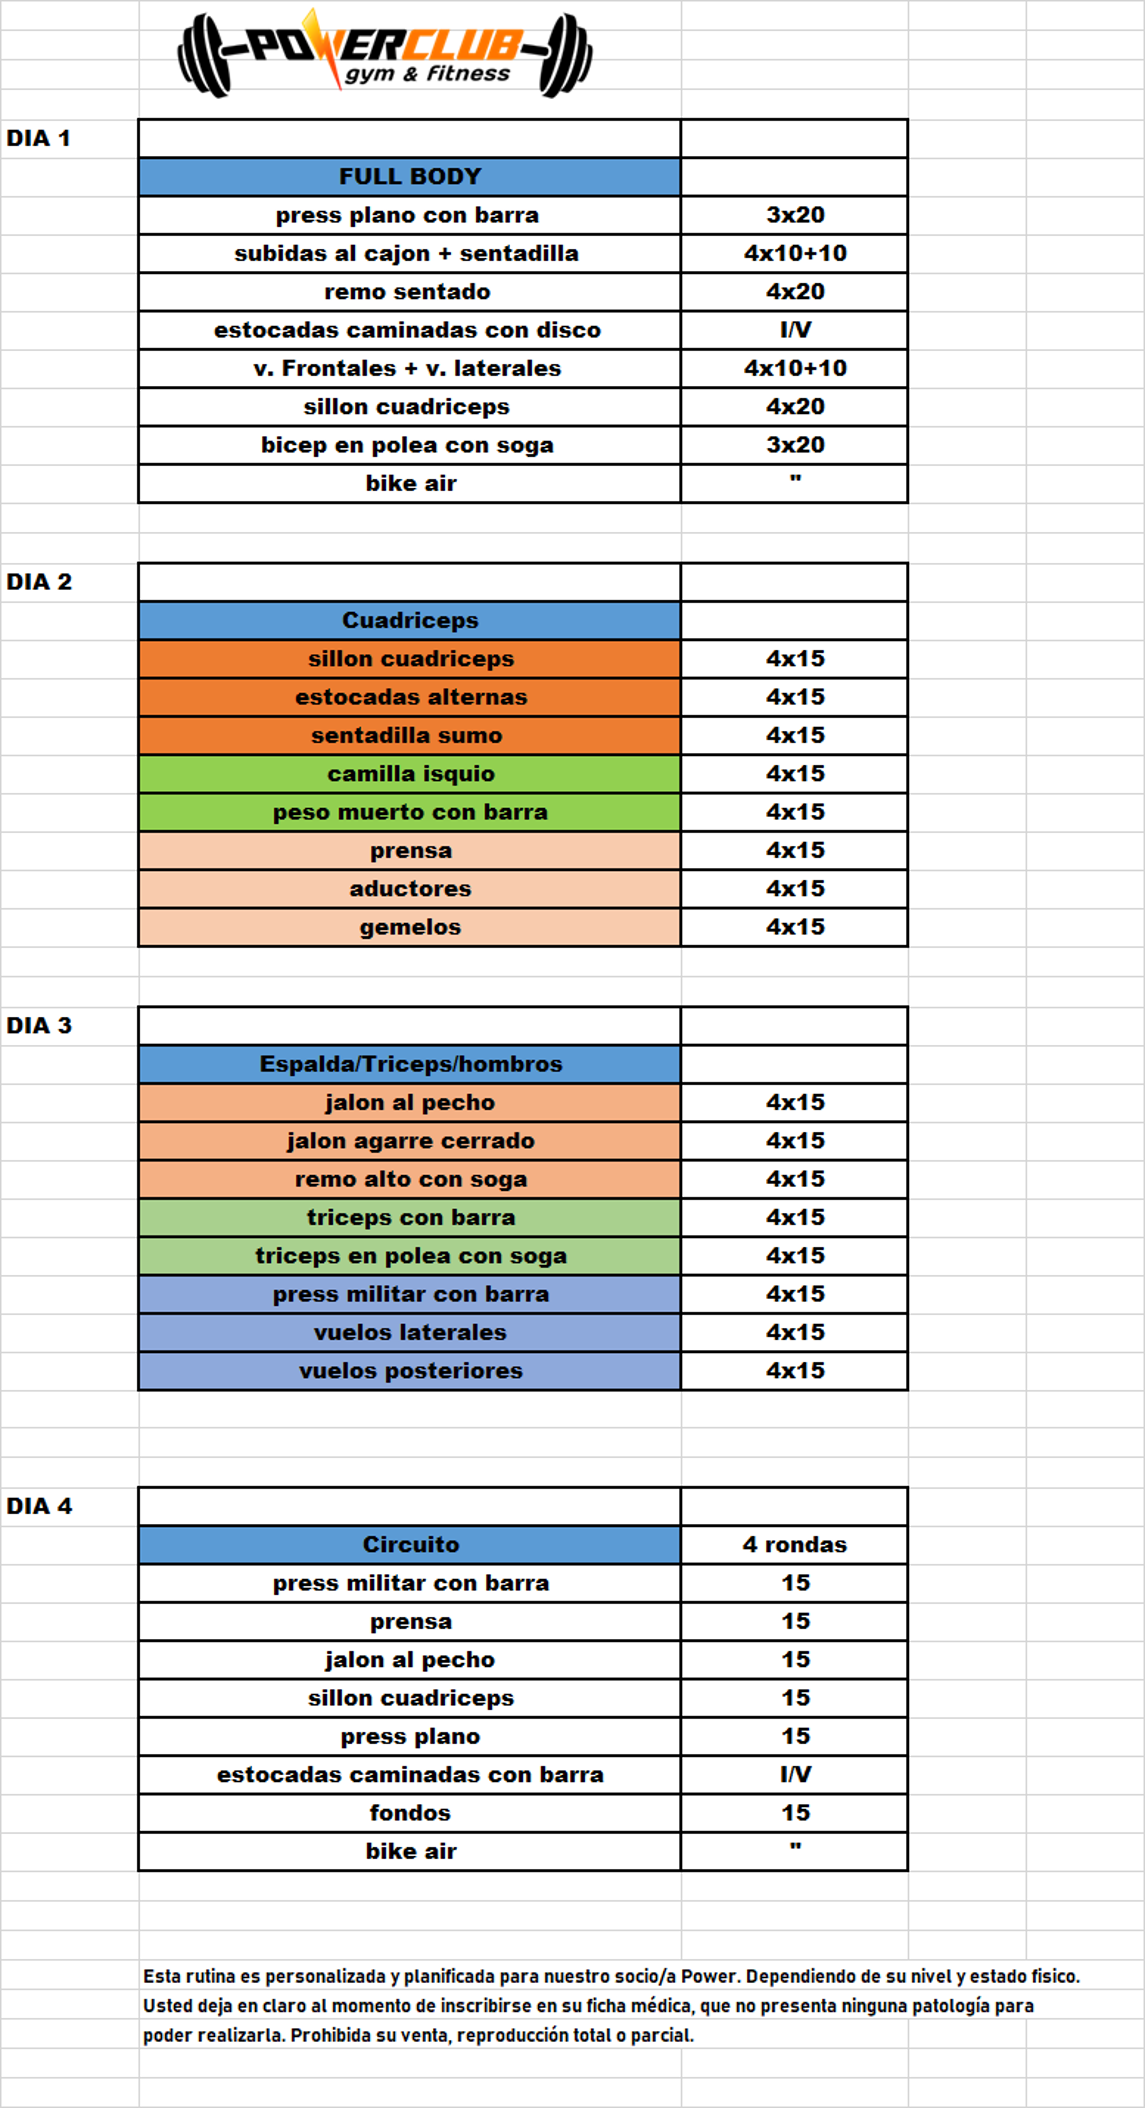 POWERCLUB
gym & fitness
DIA 1
FULL BODY
press plano con barra 3x20
subidas al cajon + sentadilla 4x10+10
remo sentado 4x20
estocadas caminadas con disco I/V
v. Frontales + v. laterales 4x10+10
sillon cuadriceps 4x20
bicep en polea con soga 3x20
bike air "
DIA 2
Cuadriceps
sillon cuadriceps 4x15
estocadas alternas 4x15
sentadilla sumo 4x15
camilla isquio 4x15
peso muerto con barra 4x15
prensa 4x15
aductores 4x15
gemelos 4x15
DIA 3
Espalda/Triceps/hombros
jalon al pecho 4x15
jalon agarre cerrado 4x15
remo alto con soga 4x15
triceps con barra 4x15
triceps en polea con soga 4x15
press militar con barra 4x15
vuelos laterales 4x15
vuelos posteriores 4x15
DIA 4
Circuito 4 rondas
press militar con barra 15
prensa 15
jalon al pecho 15
sillon cuadriceps 15
press plano 15
estocadas caminadas con barra I/V
fondos 15
bike air "
Esta rutina es personalizada y planificada para nuestro socio/a Power. Dependiendo de su nivel y estado fisico.
Usted deja en claro al momento de inscribirse en su ficha médica, que no presenta ninguna patología para
poder realizarla. Prohibida su venta, reproducción total o parcial.